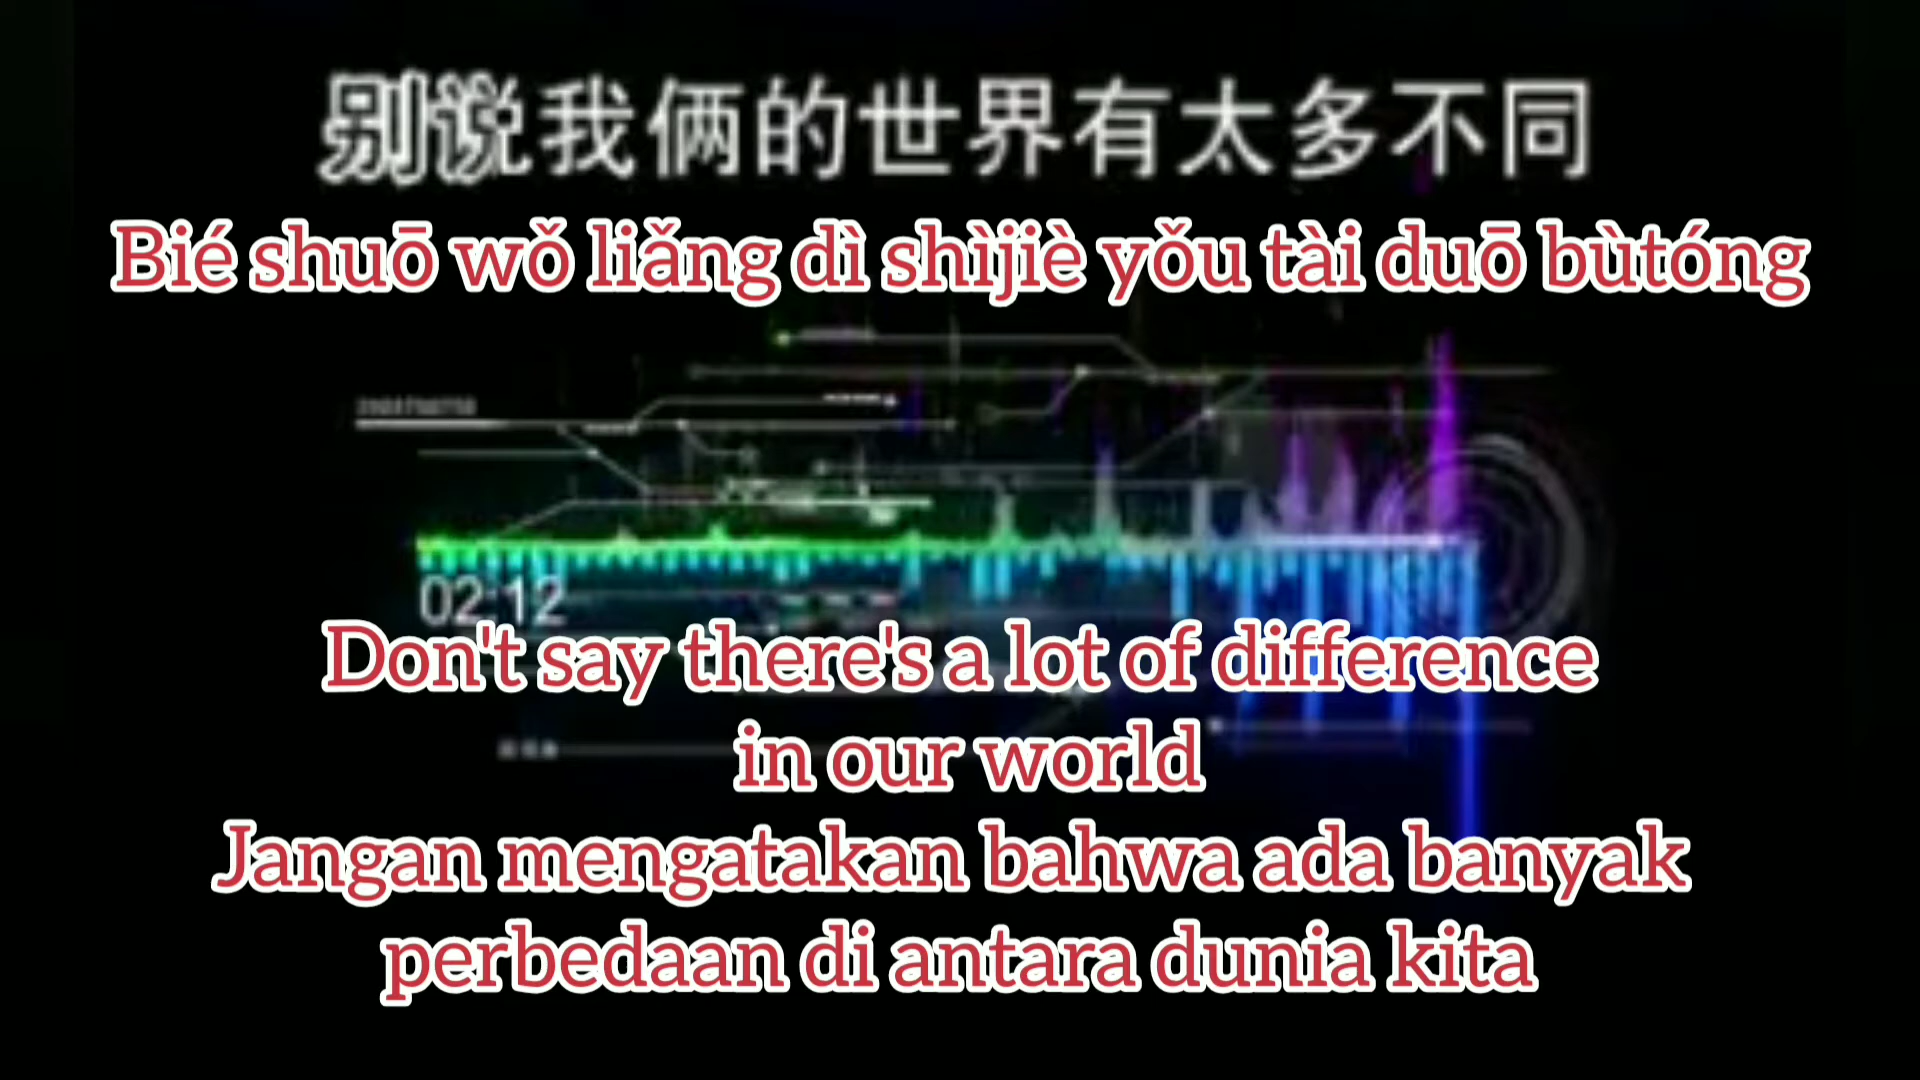 别说我俩的世界有太多不同
Bié shuō wǒ liǎng dì shìjiè yǒu tài duō bùtóng
02:12
Don't say there's a lot of difference
in our world
Jangan mengatakan bahwa ada banyak
perbedaan di antara dunia kita